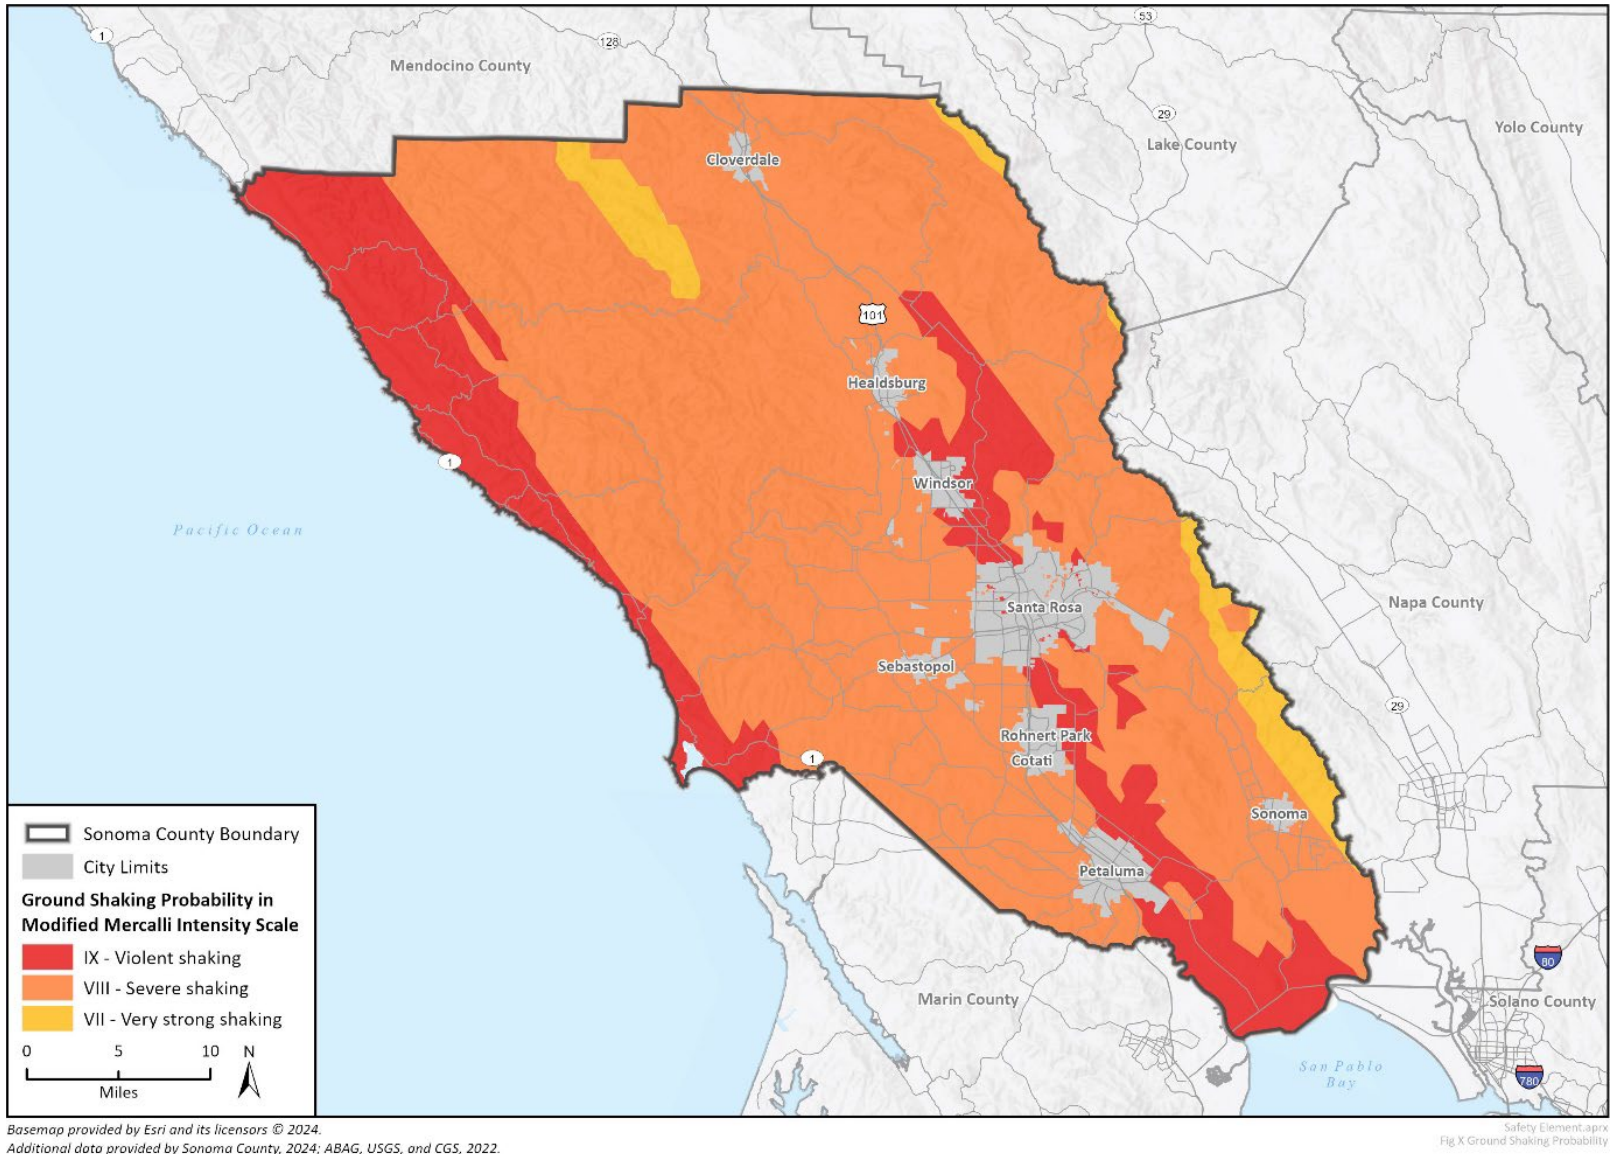 53
1
128
Mendocino County
29
Yolo County
Lake County
Cloverdale
101
Healdsburg
1
Windsor
Pacific Ocean
Napa County
Santa Rosa
Sebastopol
29
Rohnert Park
Cotati
1
Sonoma
Petaluma
80
Marin County
Solano County
San Pablo
Bay
780
Sonoma County Boundary
City Limits
Ground Shaking Probability in
Modified Mercalli Intensity Scale
IX - Violent shaking
VIII - Severe shaking
VII - Very strong shaking
0 5 10 N
Miles
Basemap provided by Esri and its licensors © 2024.
Additional data provided by Sonoma County, 2024; ABAG, USGS, and CGS, 2022.
Safety Element.aprx
Fig X Ground Shaking Probability